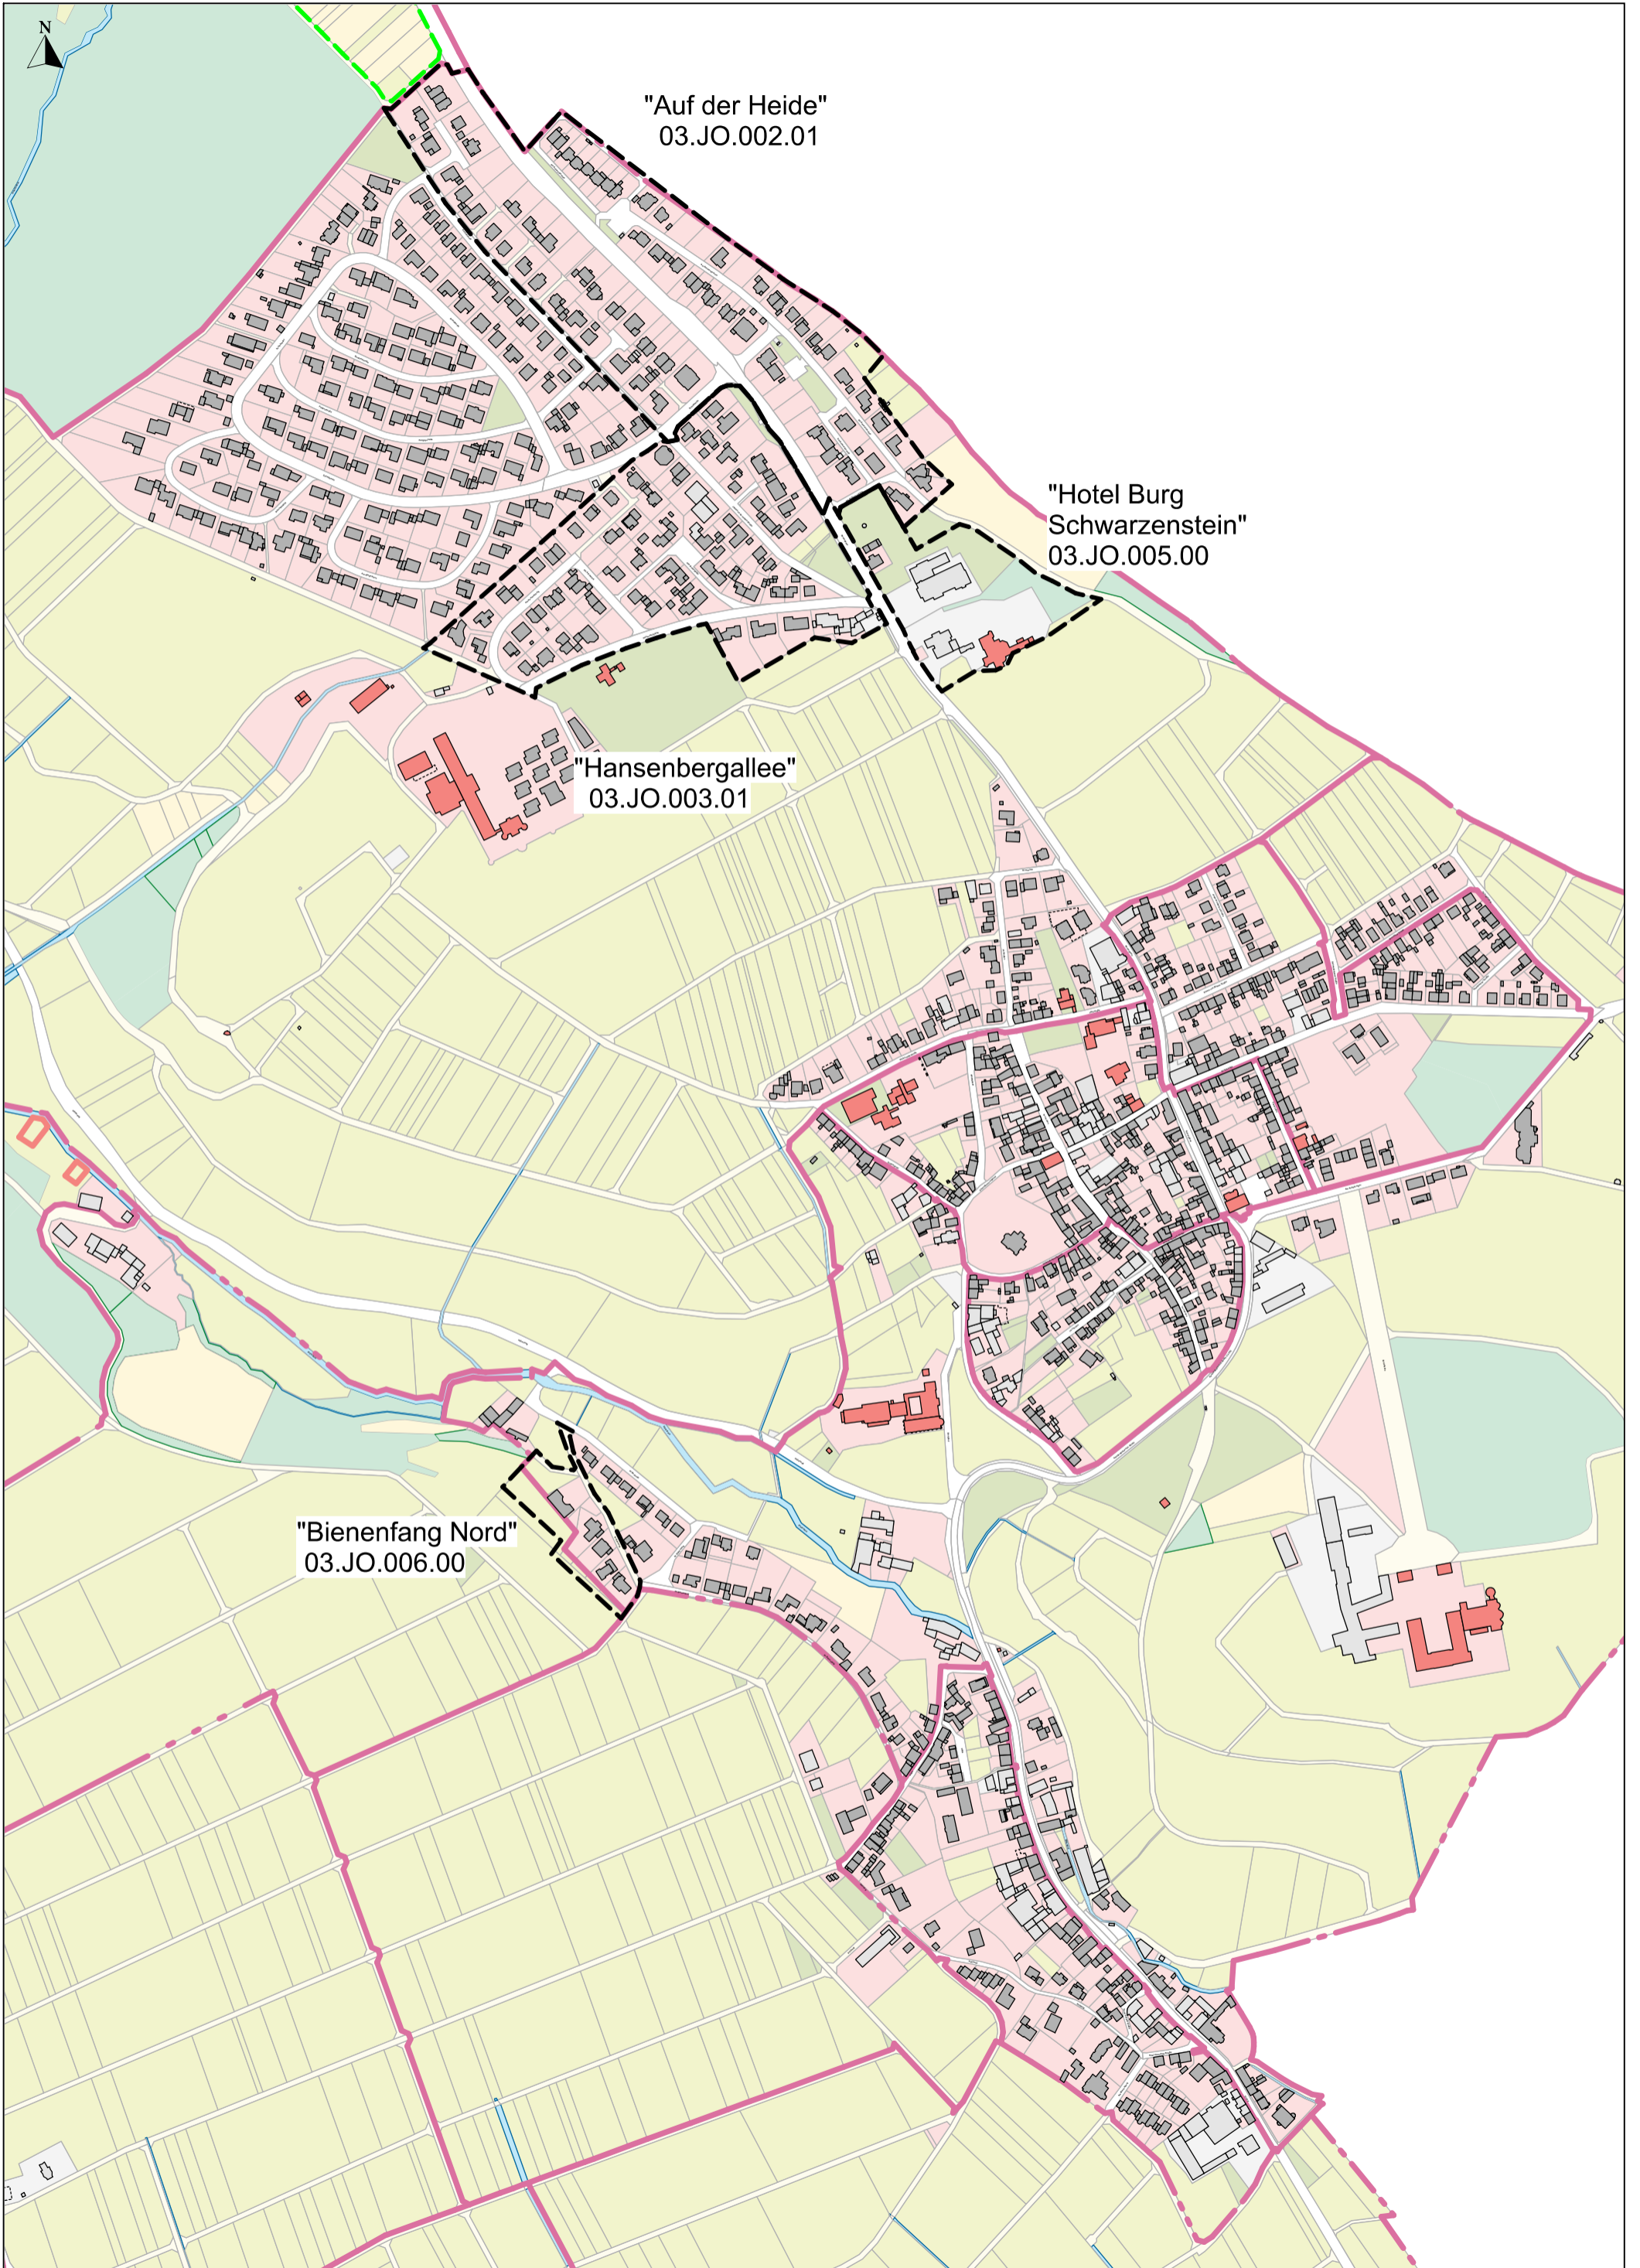 N
"Auf der Heide"
03.JO.002.01
"Hotel Burg
Schwarzenstein"
03.JO.005.00
"Hansenbergallee"
03.JO.003.01
"Bienenfang Nord"
03.JO.006.00